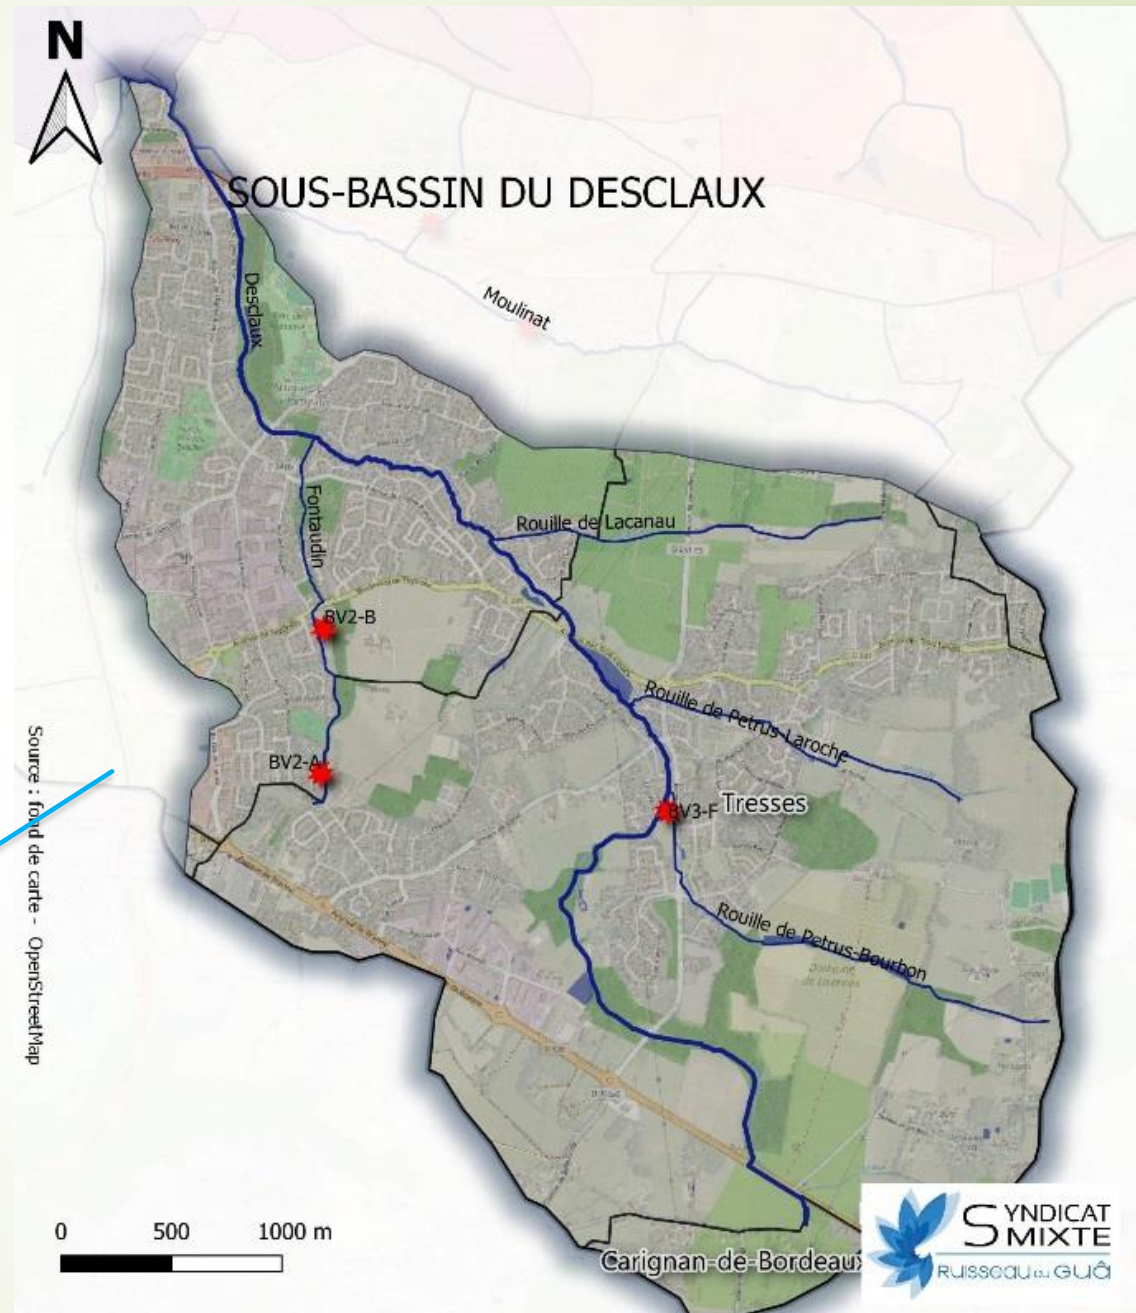 N
SOUS-BASSIN DU DESCLAUX
Moulinat
Desclaux
Fontaudin
Rouille de Lacanau
BV2-B
Rouille de Petrus-Laroche
BV2-A
BV3-F
Tresses
Rouille de Petrus-Bourbon
Source : fond de carte - OpenStreetMap
0 500 1000 m
Carignan-de-Bordeaux
SYNDICAT
MIXTE
RUISSEAU du GUÂ